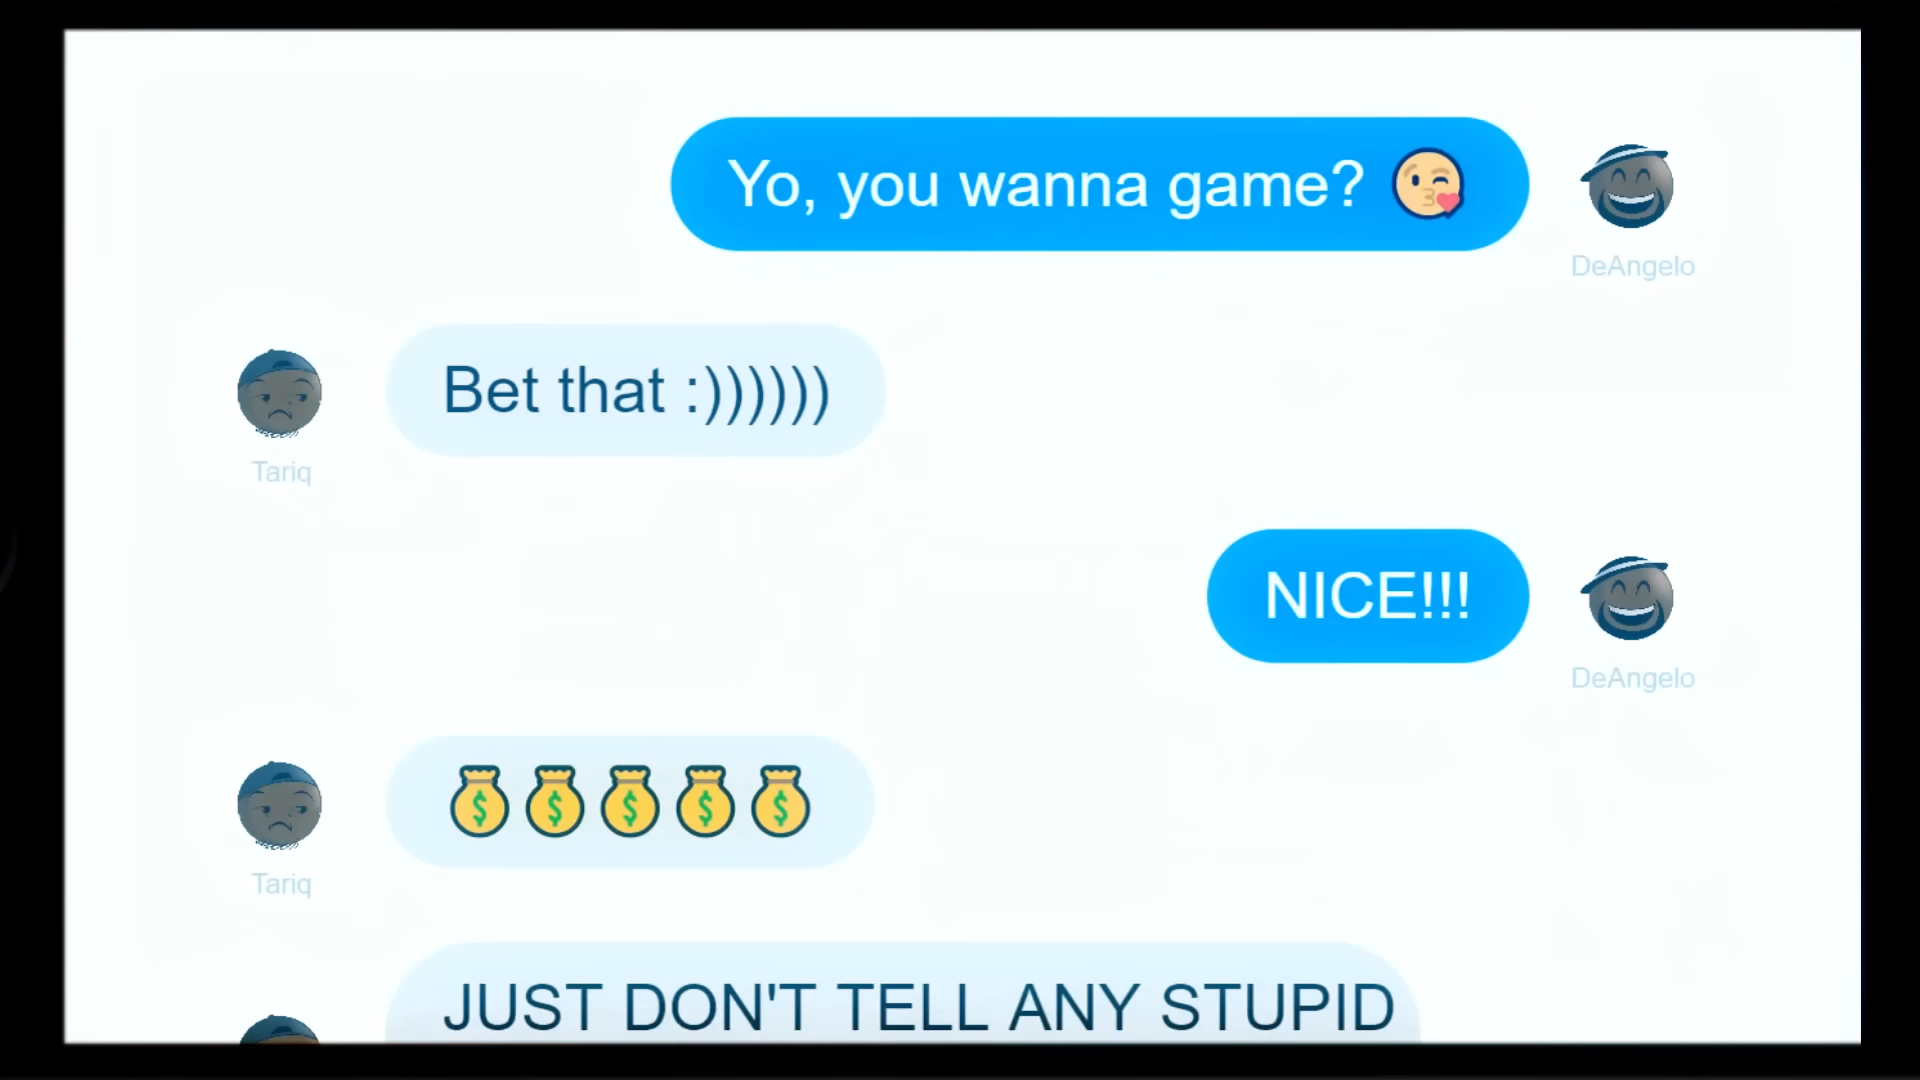 Yo, you wanna game? 😘
DeAngelo
Bet that :))))))
Tariq
NICE!!!
DeAngelo
💰💰💰💰💰
Tariq
JUST DON'T TELL ANY STUPID